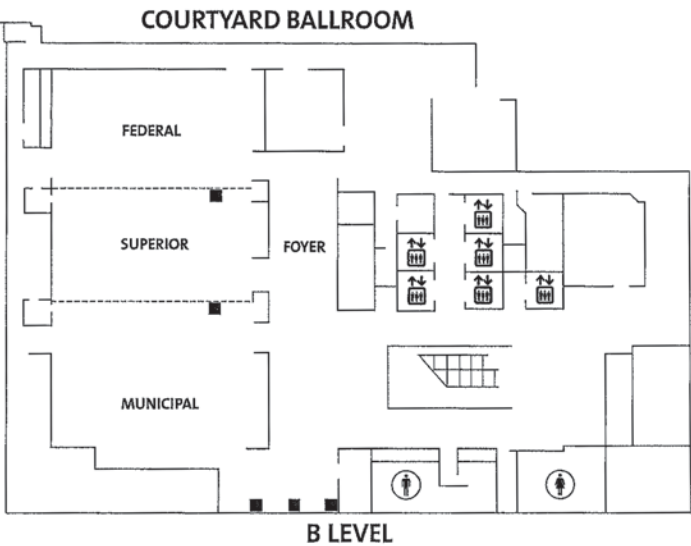 COURTYARD BALLROOM
FEDERAL
SUPERIOR
FOYER
MUNICIPAL
B LEVEL